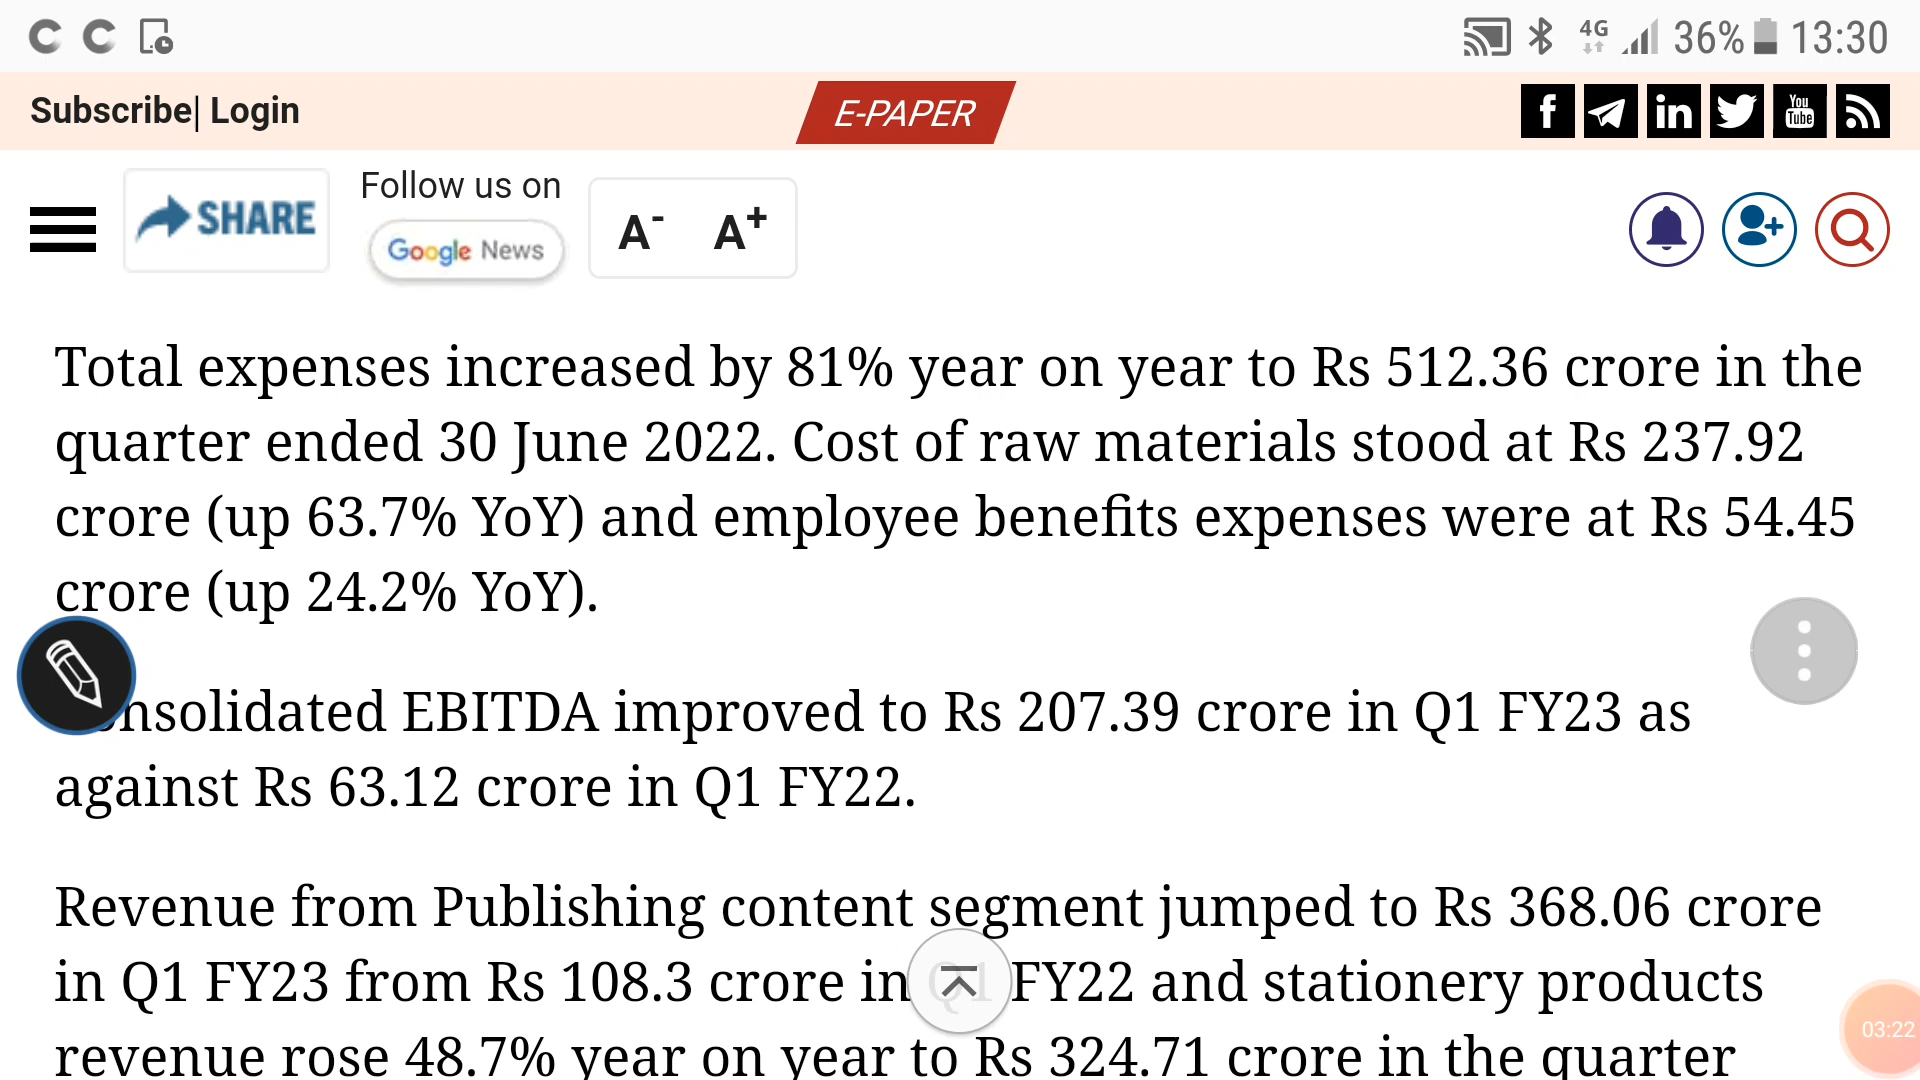 4G 36% 13:30
Subscribe| Login E-PAPER f in You Tube
SHARE Follow us on Google News A- A+
Total expenses increased by 81% year on year to Rs 512.36 crore in the
quarter ended 30 June 2022. Cost of raw materials stood at Rs 237.92
crore (up 63.7% YoY) and employee benefits expenses were at Rs 54.45
crore (up 24.2% YoY).
nsolidated EBITDA improved to Rs 207.39 crore in Q1 FY23 as
against Rs 63.12 crore in Q1 FY22.
Revenue from Publishing content segment jumped to Rs 368.06 crore
in Q1 FY23 from Rs 108.3 crore in Q1 FY22 and stationery products
revenue rose 48.7% year on year to Rs 324.71 crore in the quarter
03:22